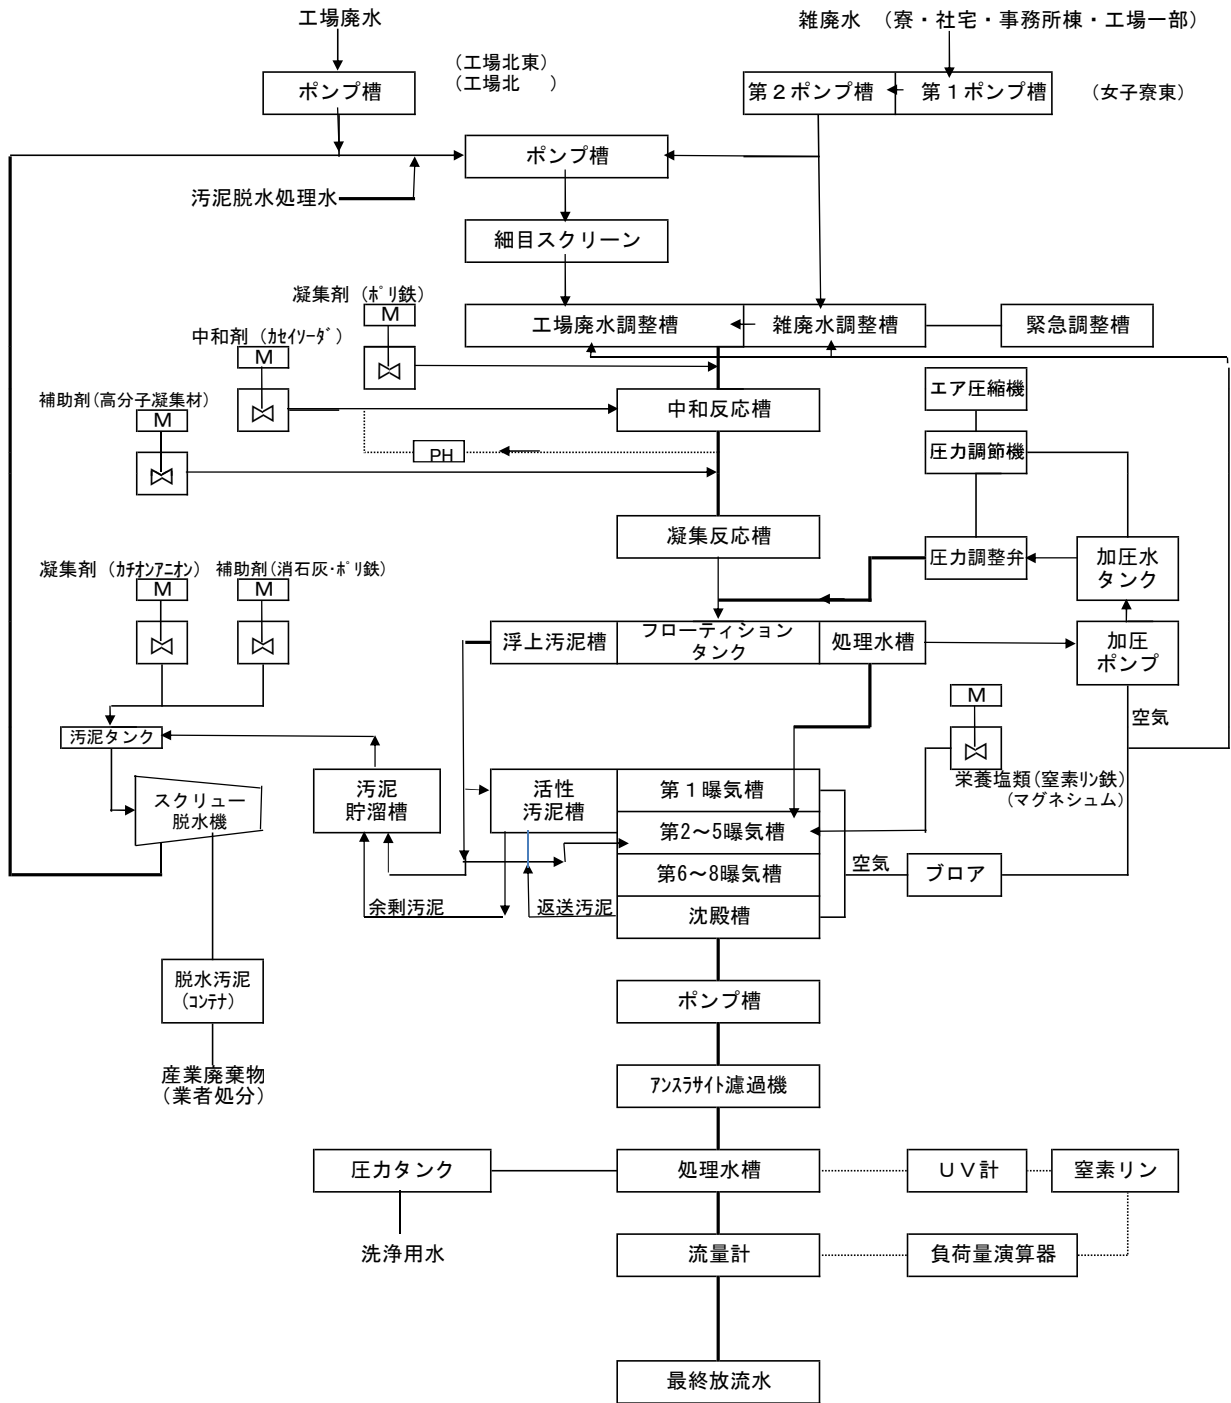 工場廃水
雑廃水 (寮・社宅・事務所棟・工場一部)
(工場北東)
(工場北 )
ポンプ槽
第2ポンプ槽
第1ポンプ槽
(女子寮東)
ポンプ槽
汚泥脱水処理水
細目スクリーン
凝集剤 (ﾎﾟﾘ鉄)
M
工場廃水調整槽
雑廃水調整槽
緊急調整槽
中和剤 (ｶｾｲｿｰﾀﾞ)
M
補助剤(高分子凝集材)
M
中和反応槽
エア圧縮機
PH
圧力調節機
凝集反応槽
圧力調整弁
加圧水
タンク
凝集剤 (ｶﾁｵﾝｱﾆｵﾝ)
M
補助剤(消石灰・ﾎﾟﾘ鉄)
M
浮上汚泥槽
フローティション
タンク
処理水槽
加圧
ポンプ
M
空気
汚泥タンク
栄養塩類(窒素リン鉄)
(マグネシュム)
スクリュー
脱水機
汚泥
貯溜槽
活性
汚泥槽
第1曝気槽
第2～5曝気槽
第6～8曝気槽
沈殿槽
空気
ブロア
余剰汚泥
返送汚泥
脱水汚泥
(ｺﾝﾃﾅ)
ポンプ槽
産業廃棄物
(業者処分)
ｱﾝｽﾗｻｲﾄ濾過機
圧力タンク
処理水槽
UV計
窒素リン
洗浄用水
流量計
負荷量演算器
最終放流水